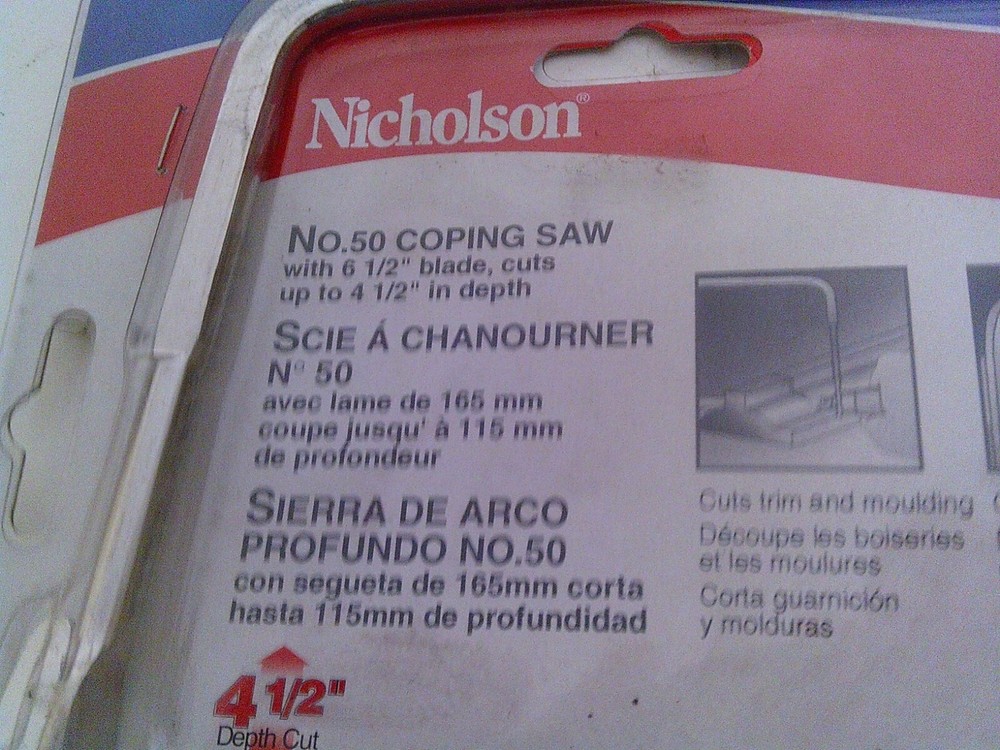 Nicholson®
No.50 COPING SAW
with 6 1/2" blade, cuts
up to 4 1/2" in depth
SCIE Á CHANOURNER
N° 50
avec lame de 165 mm
coupe jusqu' à 115 mm
de profondeur
SIERRA DE ARCO
PROFUNDO NO.50
con segueta de 165mm corta
hasta 115mm de profundidad
4 1/2"
Depth Cut
Cuts trim and moulding
Découpe les boiseries
et les moulures
Corta guarnición
y molduras